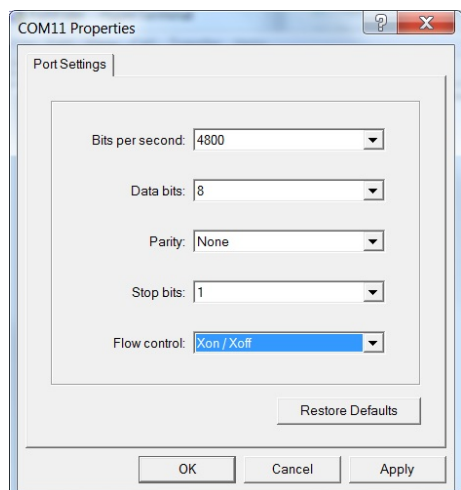 COM11 Properties
Port Settings
Bits per second: 4800
Data bits: 8
Parity: None
Stop bits: 1
Flow control: Xon / Xoff
Restore Defaults
OK Cancel Apply